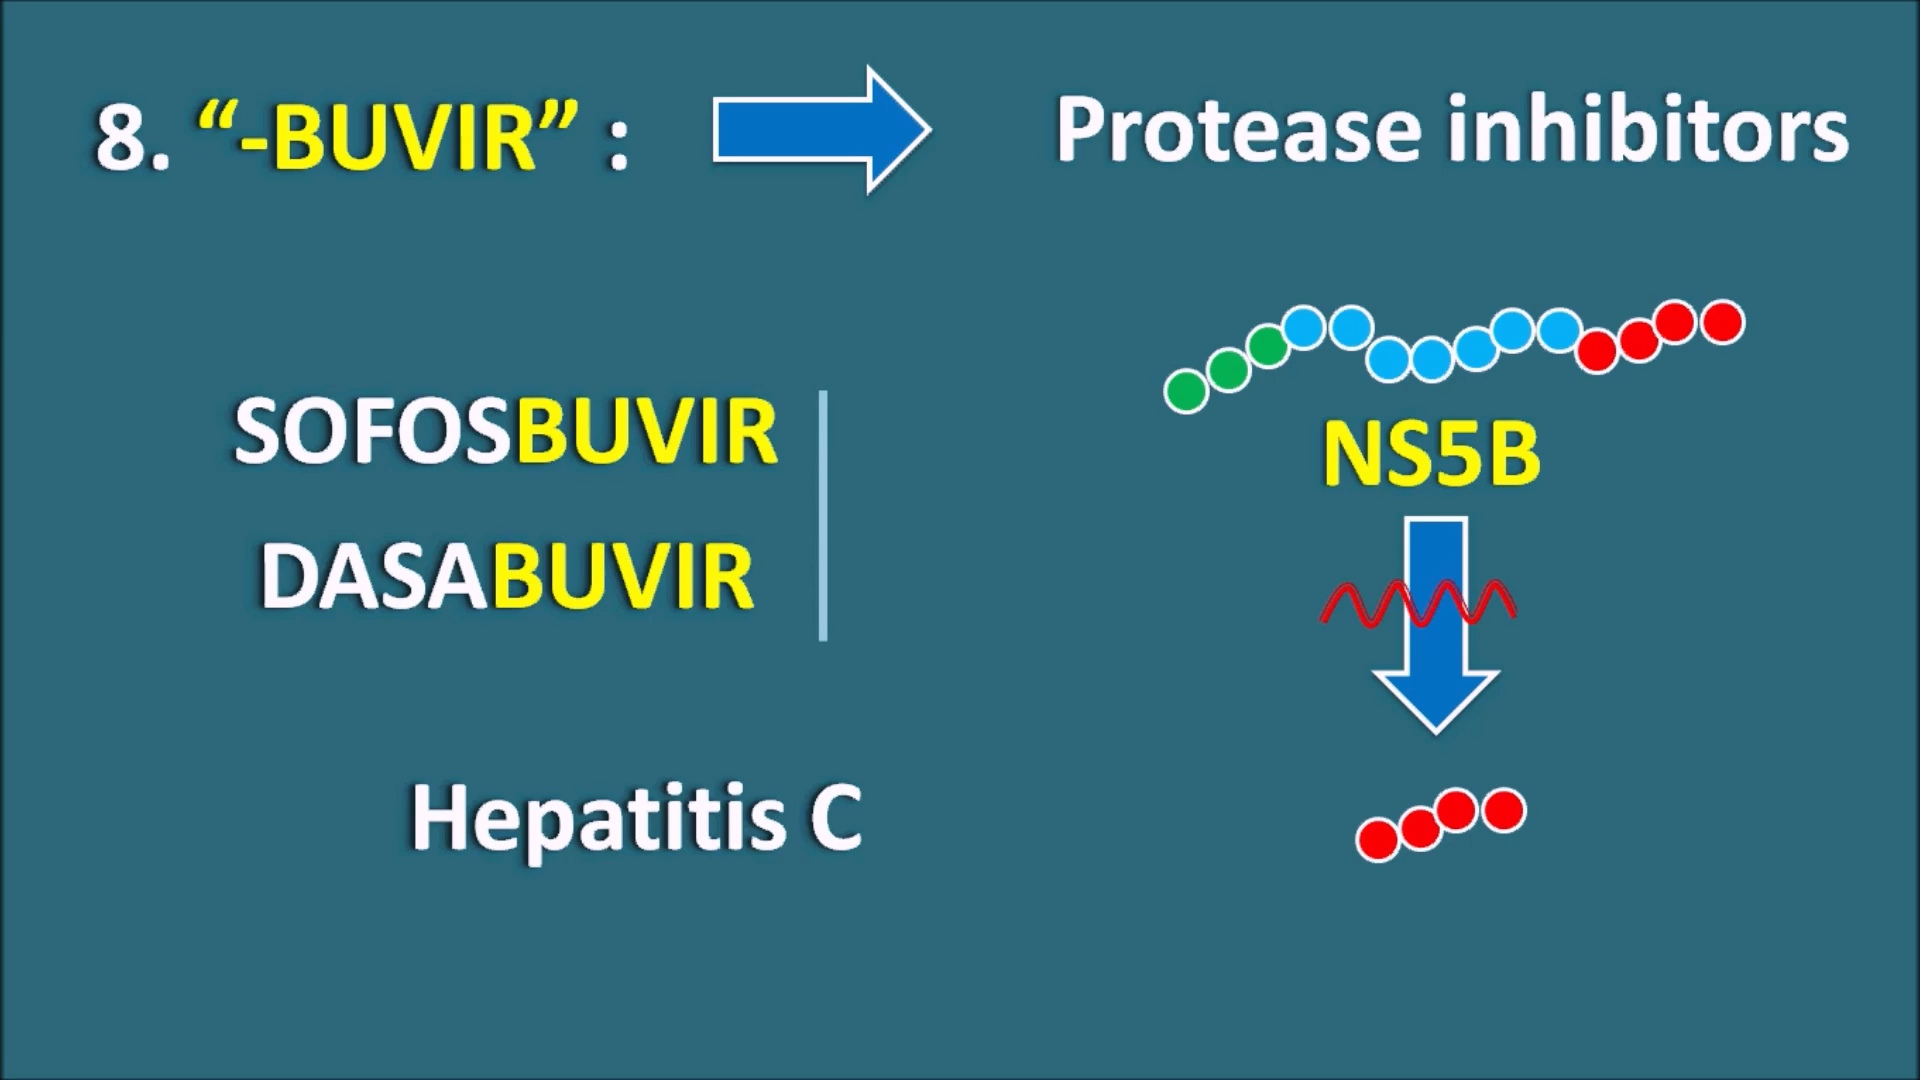 8. “-BUVIR” :
Protease inhibitors
SOFOSBUVIR
DASABUVIR
NS5B
Hepatitis C